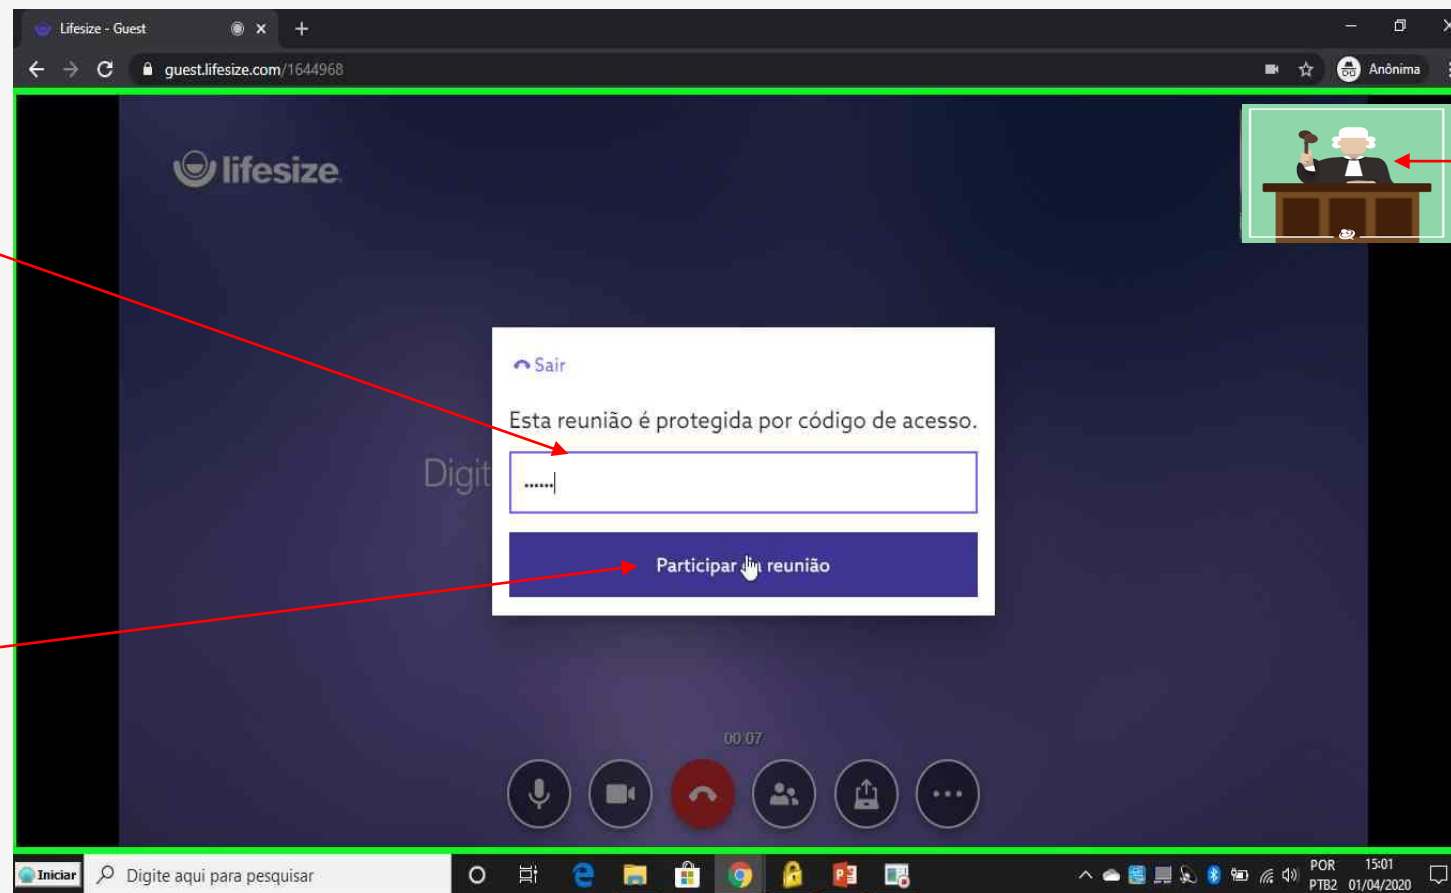 Lifesize - Guest
guest.lifesize.com/1644968
Anônima
lifesize
Sair
Esta reunião é protegida por código de acesso.
Digit
Participar reunião
00:07
Iniciar
Digite aqui para pesquisar
POR
PTB2
15:01
01/04/2020